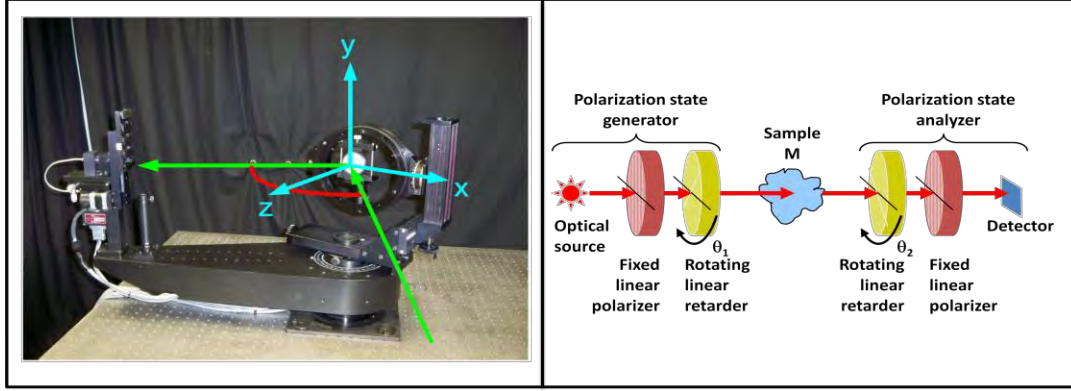 y
x
z
Polarization state
generator
Polarization state
analyzer
Sample
M
Optical
source
θ1
θ2
Detector
Fixed
linear
polarizer
Rotating
linear
retarder
Rotating
linear
retarder
Fixed
linear
polarizer